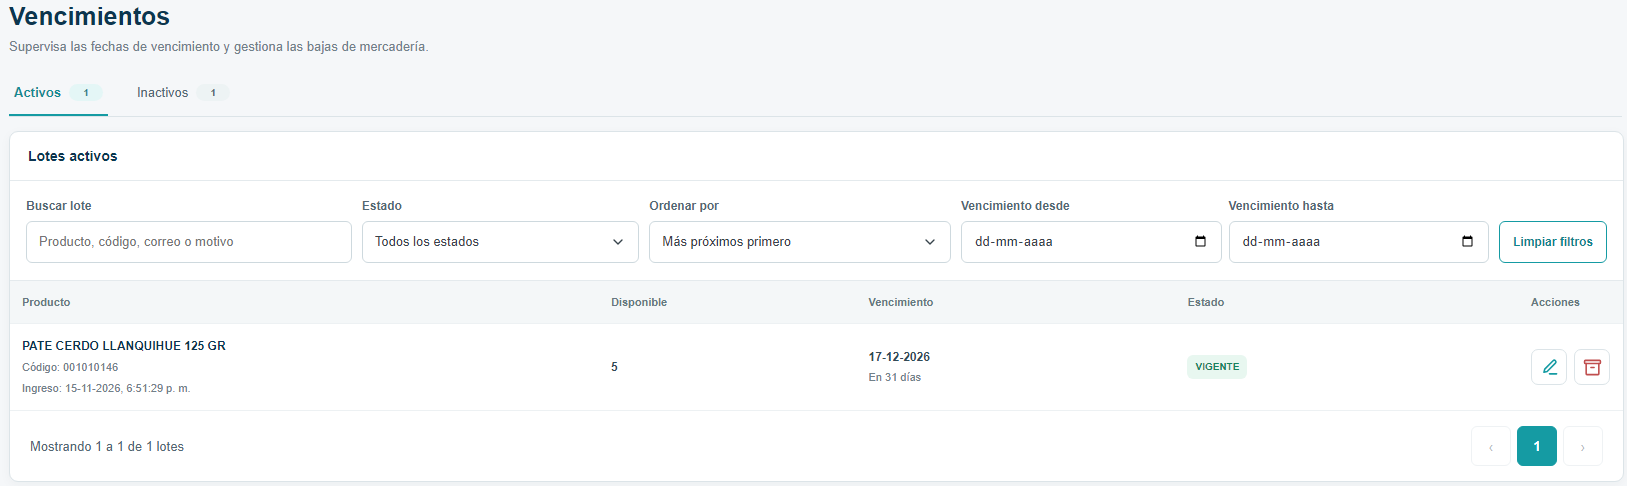 Vencimientos
Supervisa las fechas de vencimiento y gestiona las bajas de mercadería.
Activos 1 Inactivos 1
Lotes activos
Buscar lote Estado Ordenar por Vencimiento desde Vencimiento hasta
Producto, código, correo o motivo Todos los estados Más próximos primero dd-mm-aaaa dd-mm-aaaa Limpiar filtros
Producto Disponible Vencimiento Estado Acciones
PATE CERDO LLANQUIHUE 125 GR
Código: 001010146
Ingreso: 15-11-2026, 6:51:29 p. m.
5
17-12-2026
En 31 días
VIGENTE
Mostrando 1 a 1 de 1 lotes
‹ 1 ›